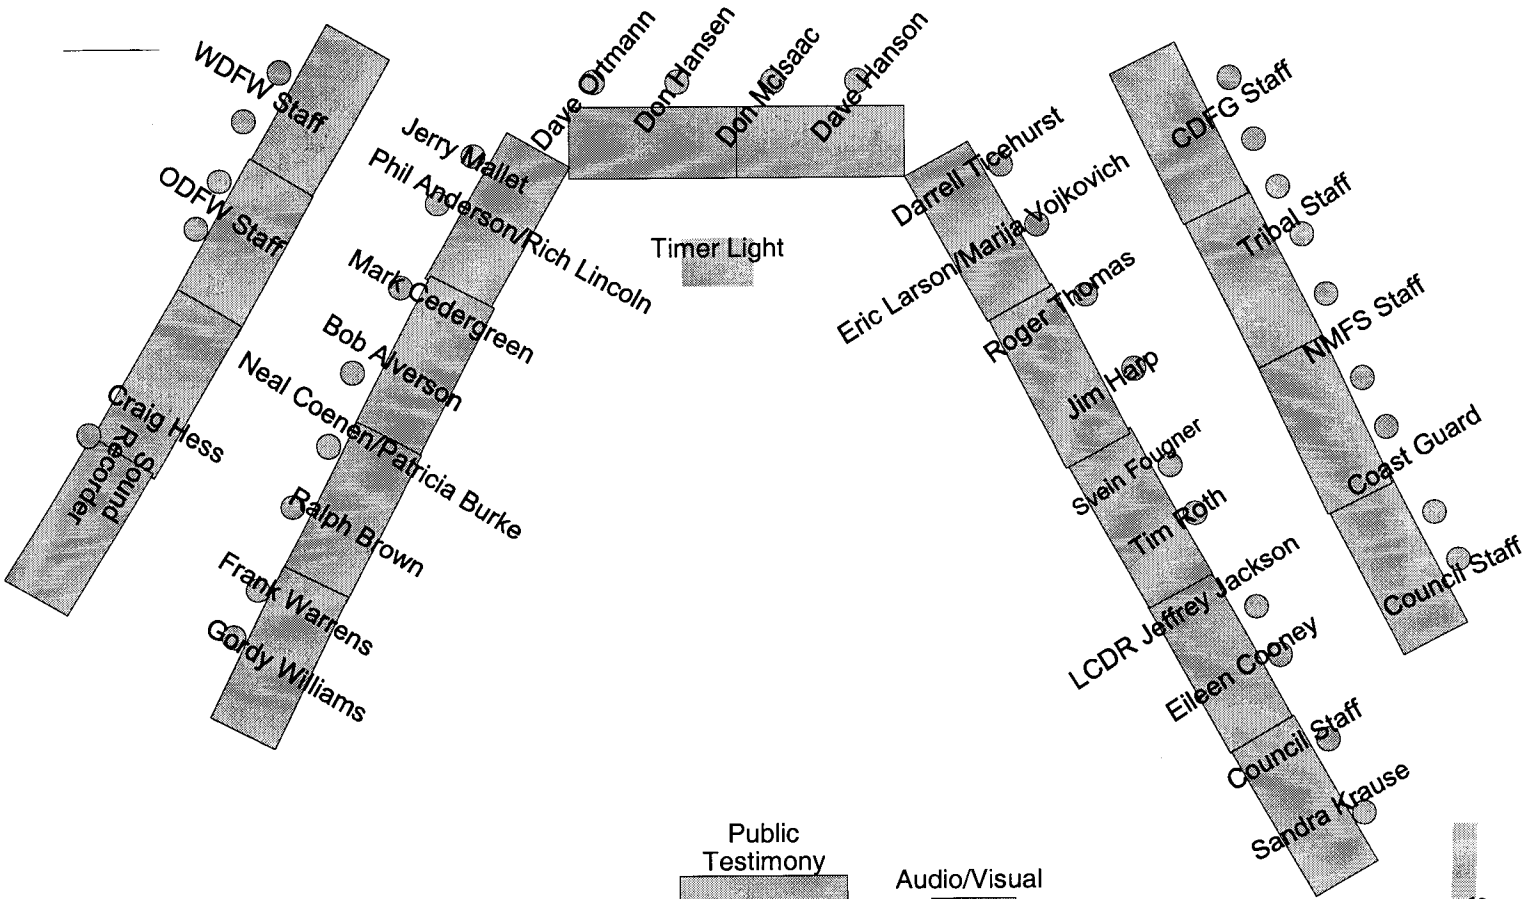 WDFW Staff
ODFW Staff
Craig Hess
Sound
Recorder
Jerry Mallet
Phil Anderson/Rich Lincoln
Mark Cedergreen
Bob Alverson
Neal Coenen/Patricia Burke
Ralph Brown
Frank Warrens
Gordy Williams
Dave Ortmann
Don Hansen
Don McIsaac
Dave Hanson
Timer Light
Darrell Ticehurst
Eric Larson/Marija Vojkovich
Roger Thomas
Jim Harp
Svein Fougner
Tim Roth
LCDR Jeffrey Jackson
Eileen Cooney
Council Staff
Sandra Krause
CDFG Staff
Tribal Staff
NMFS Staff
Coast Guard
Council Staff
Public
Testimony
Audio/Visual